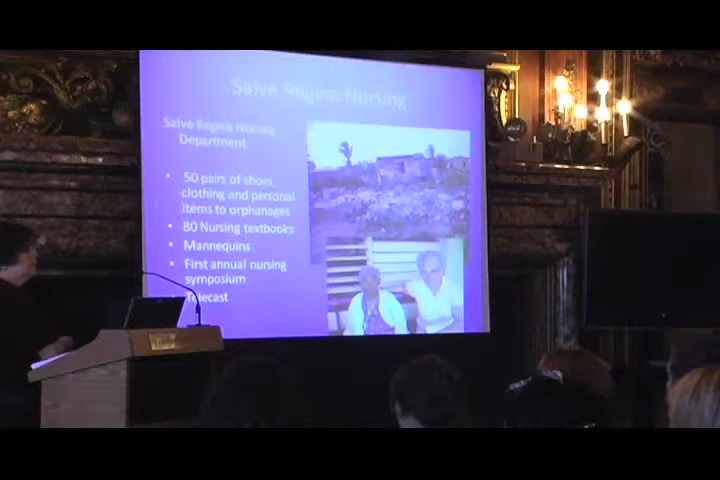 Salve Regina Nursing
Salve Regina Nursing
Department
• 50 pairs of shoes,
clothing and personal
items to orphanages
• 80 Nursing textbooks
• Mannequins
• First annual nursing
symposium
• Telecast